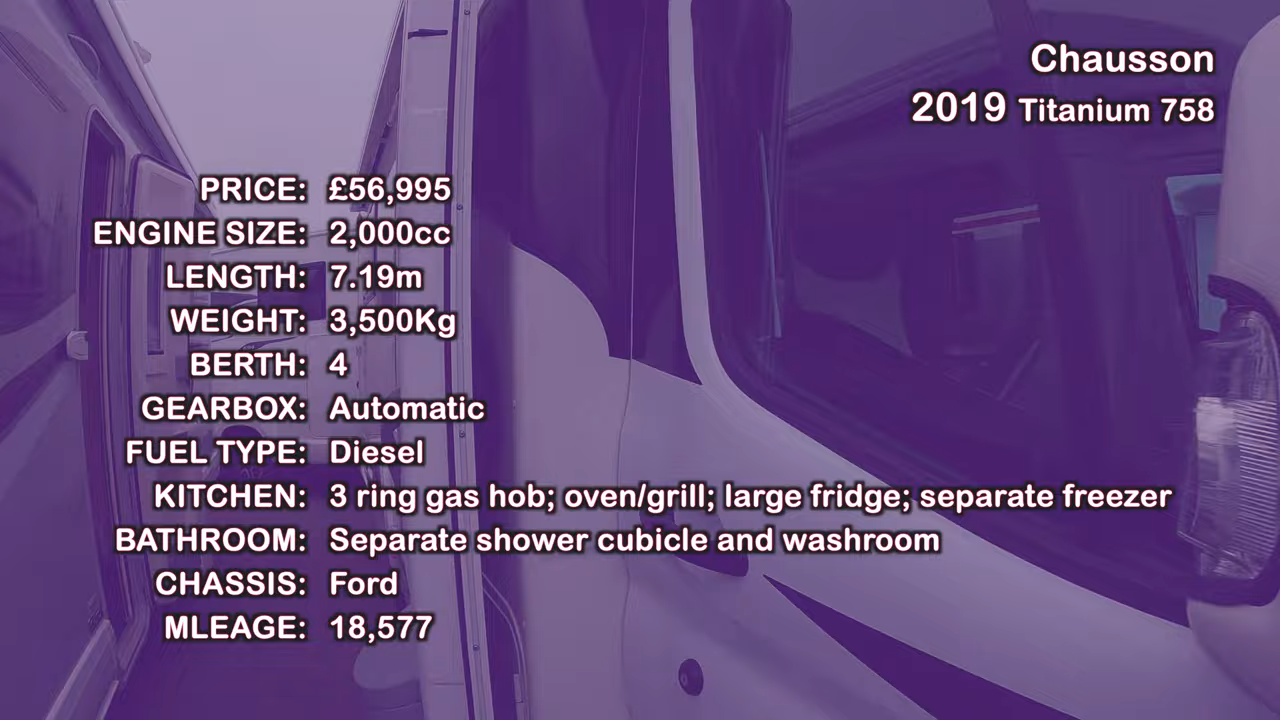 Chausson
2019 Titanium 758
PRICE: £56,995
ENGINE SIZE: 2,000cc
LENGTH: 7.19m
WEIGHT: 3,500Kg
BERTH: 4
GEARBOX: Automatic
FUEL TYPE: Diesel
KITCHEN: 3 ring gas hob; oven/grill; large fridge; separate freezer
BATHROOM: Separate shower cubicle and washroom
CHASSIS: Ford
MLEAGE: 18,577